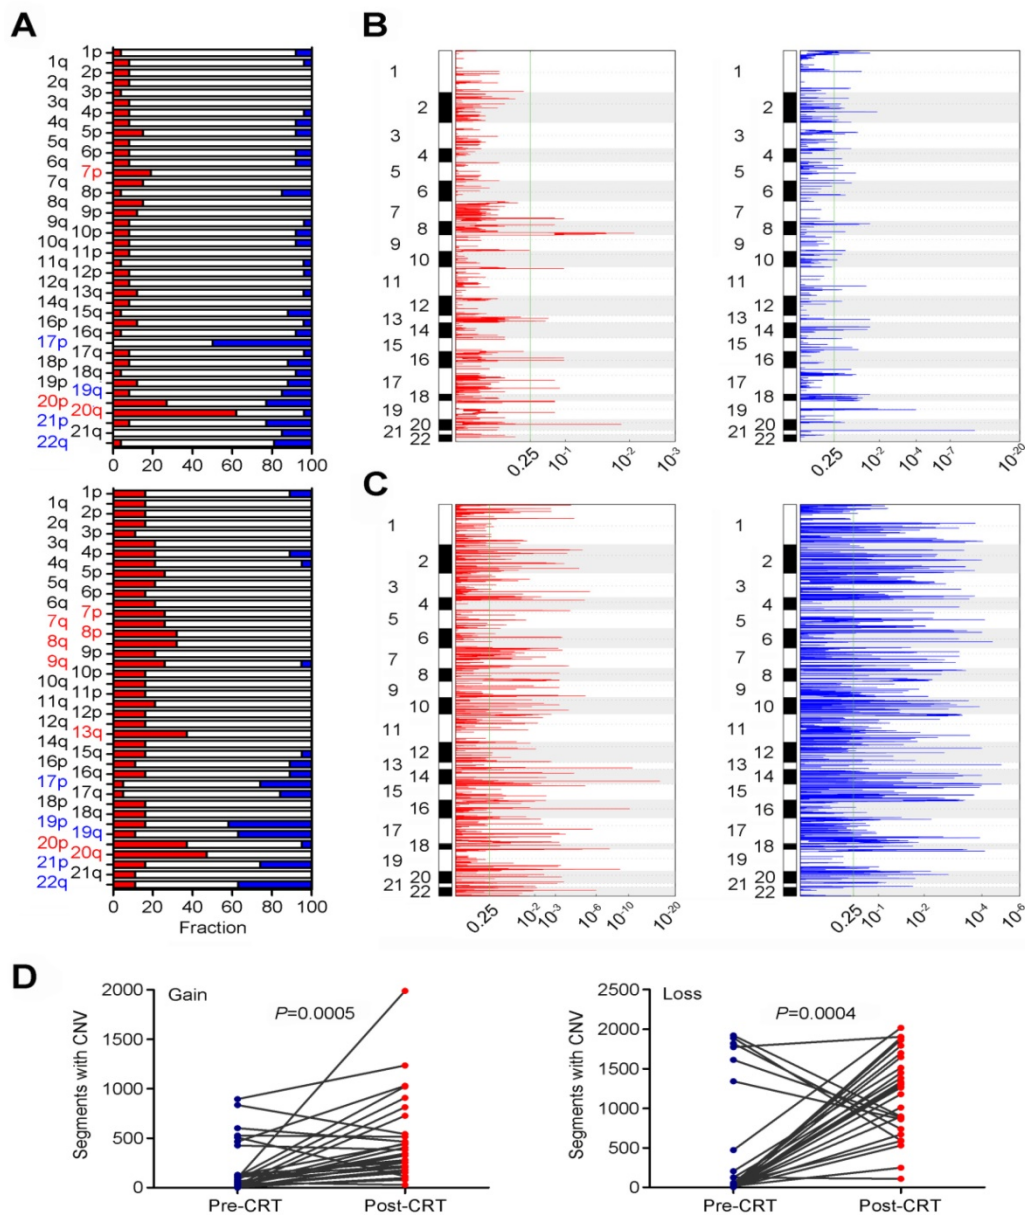 A
1p
1q
2p
2q
3p
3q
4p
4q
5p
5q
6p
6q
7p
7q
8p
8q
9p
9q
10p
10q
11p
11q
12p
12q
13q
14q
15q
16p
16q
17p
17q
18p
18q
19p
19q
20p
20q
21p
21q
22q
0 20 40 60 80 100
1p
1q
2p
2q
3p
3q
4p
4q
5p
5q
6p
6q
7p
7q
8p
8q
9p
9q
10p
10q
11p
11q
12p
12q
13q
14q
15q
16p
16q
17p
17q
18p
18q
19p
19q
20p
20q
21p
21q
22q
0 20 40 60 80 100
Fraction
B
1
2
3
4
5
6
7
8
9
10
11
12
13
14
15
16
17
18
19
20
21
22
0.25 10⁻¹ 10⁻² 10⁻³
1
2
3
4
5
6
7
8
9
10
11
12
13
14
15
16
17
18
19
20
21
22
0.25 10⁻² 10⁻⁴ 10⁻⁷ 10⁻²⁰
C
1
2
3
4
5
6
7
8
9
10
11
12
13
14
15
16
17
18
19
20
21
22
0.25 10⁻² 10⁻³ 10⁻⁶ 10⁻¹⁰ 10⁻²⁰
1
2
3
4
5
6
7
8
9
10
11
12
13
14
15
16
17
18
19
20
21
22
0.25 10⁻¹ 10⁻² 10⁻⁴ 10⁻⁶
D
Gain
P=0.0005
Segments with CNV
2000
1500
1000
500
0
Pre-CRT Post-CRT
Loss
P=0.0004
Segments with CNV
2500
2000
1500
1000
500
0
Pre-CRT Post-CRT